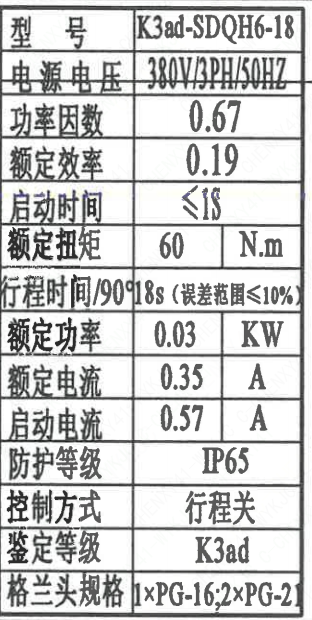 型 号 K3ad-SDQH6-18
电源电压 380V/3PH/50HZ
功率因数 0.67
额定效率 0.19
启动时间 ≤1S
额定扭矩 60 N.m
行程时间/90° 18s（误差范围≤10%）
额定功率 0.03 KW
额定电流 0.35 A
启动电流 0.57 A
防护等级 IP65
控制方式 行程关
鉴定等级 K3ad
格兰头规格 1×PG-16;2×PG-21